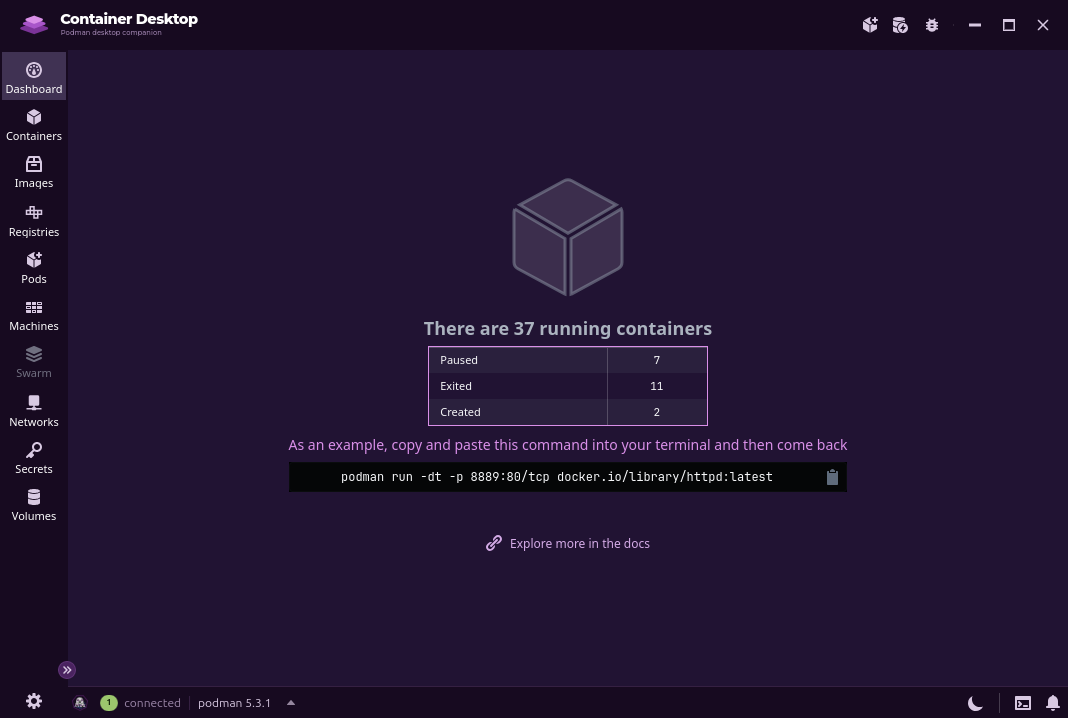 Container Desktop
Podman desktop companion
Dashboard
Containers
Images
Registries
Pods
Machines
Swarm
Networks
Secrets
Volumes
There are 37 running containers
Paused 7
Exited 11
Created 2
As an example, copy and paste this command into your terminal and then come back
podman run -dt -p 8889:80/tcp docker.io/library/httpd:latest
Explore more in the docs
1 connected podman 5.3.1